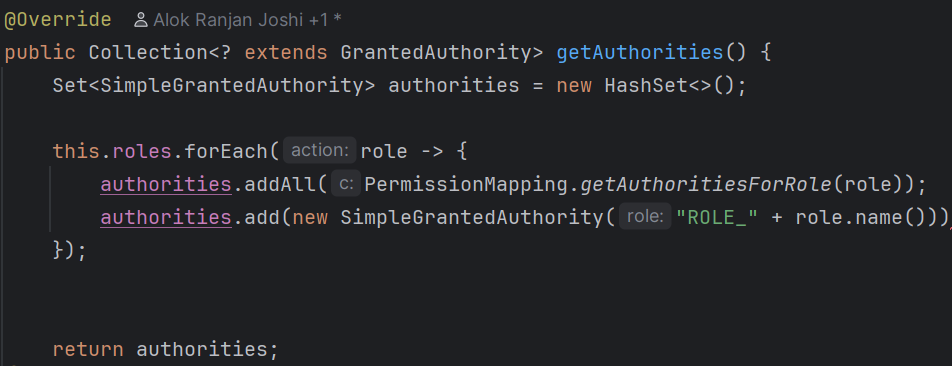 @Override Alok Ranjan Joshi +1 *
public Collection<? extends GrantedAuthority> getAuthorities() {
Set<SimpleGrantedAuthority> authorities = new HashSet<>();
this.roles.forEach( action: role -> {
authorities.addAll( c: PermissionMapping.getAuthoritiesForRole(role));
authorities.add(new SimpleGrantedAuthority( role: "ROLE_" + role.name()))
});
return authorities;